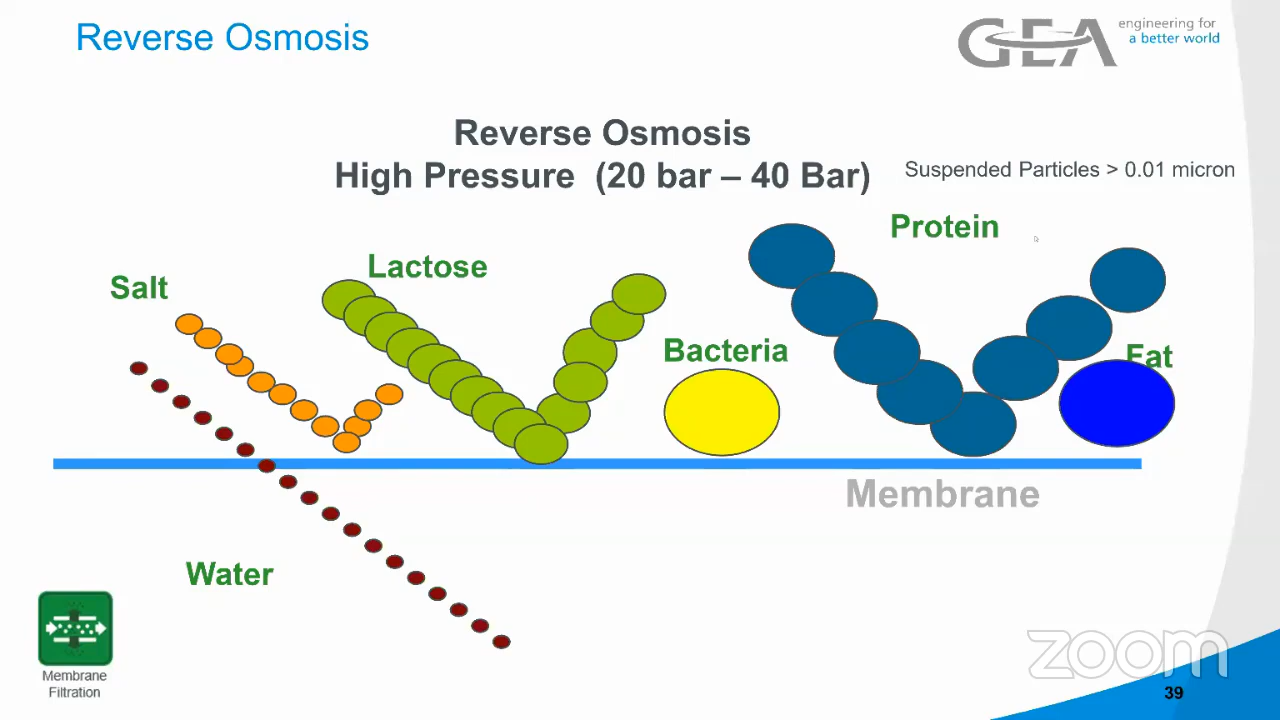 Reverse Osmosis
GEA
engineering for
a better world
Reverse Osmosis
High Pressure (20 bar – 40 Bar)
Suspended Particles > 0.01 micron
Protein
Lactose
Salt
Bacteria
Fat
Membrane
Water
Membrane
Filtration
zoom
39